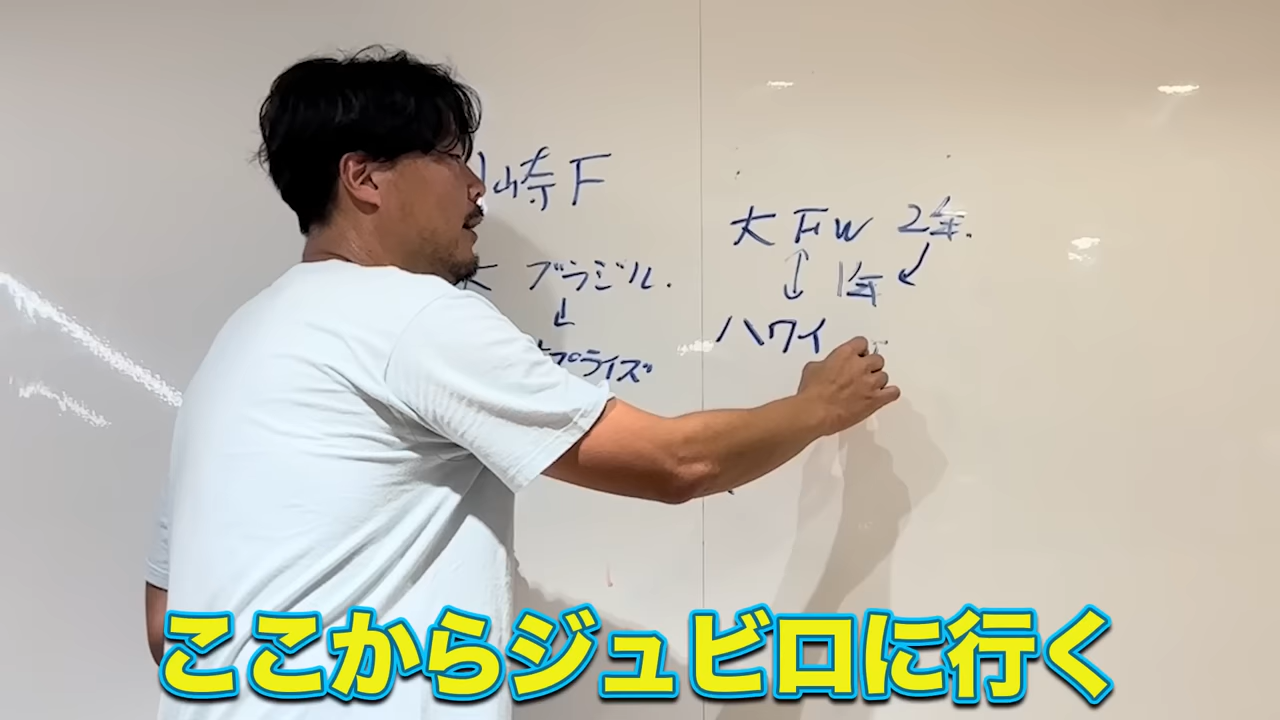 崎F
ブラジル.
↓
プライズ
大FW 2年.
↕ 1年 ↙
ハワイ
ここからジュビロに行く